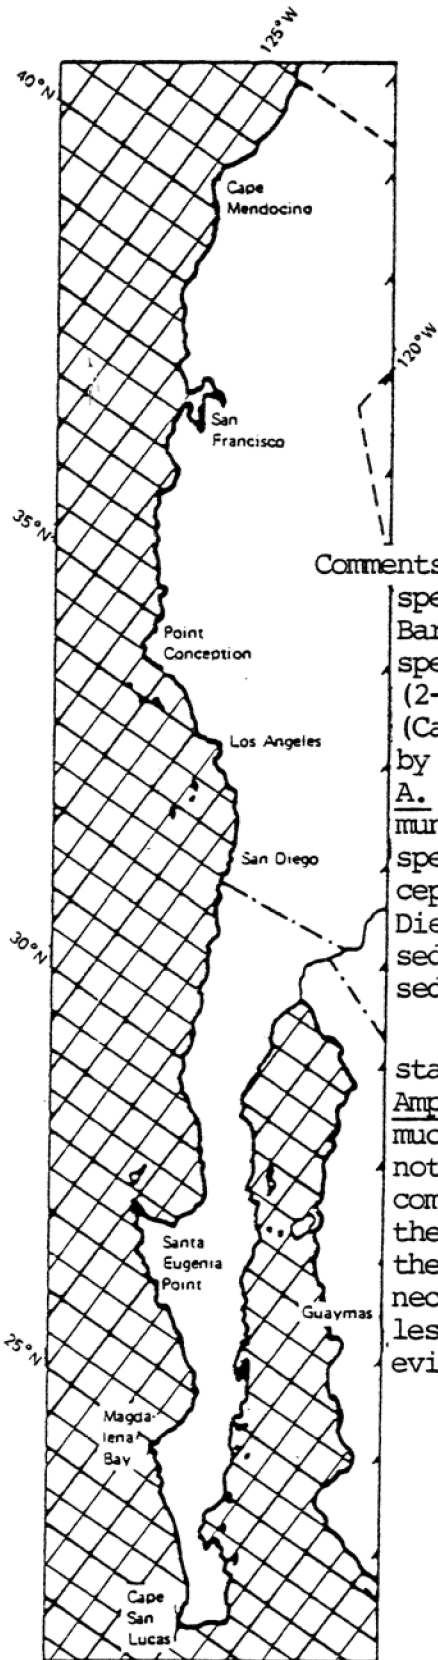 125°W
40°N
Cape
Mendocino
120°W
San
Francisco
35°N
Comments
spe
Bar
Point
Conception
spe
(2-
(Ca
Los Angeles
by
A.
mun
San Diego
spe
cep
Die
30°N
sed
sed
sta
Amp
muc
not
com
Santa
Eugenia
Point
the
the
nec
Guaymas
les
25°N
evi
Magda-
lena
Bay
Cape
San
Lucas